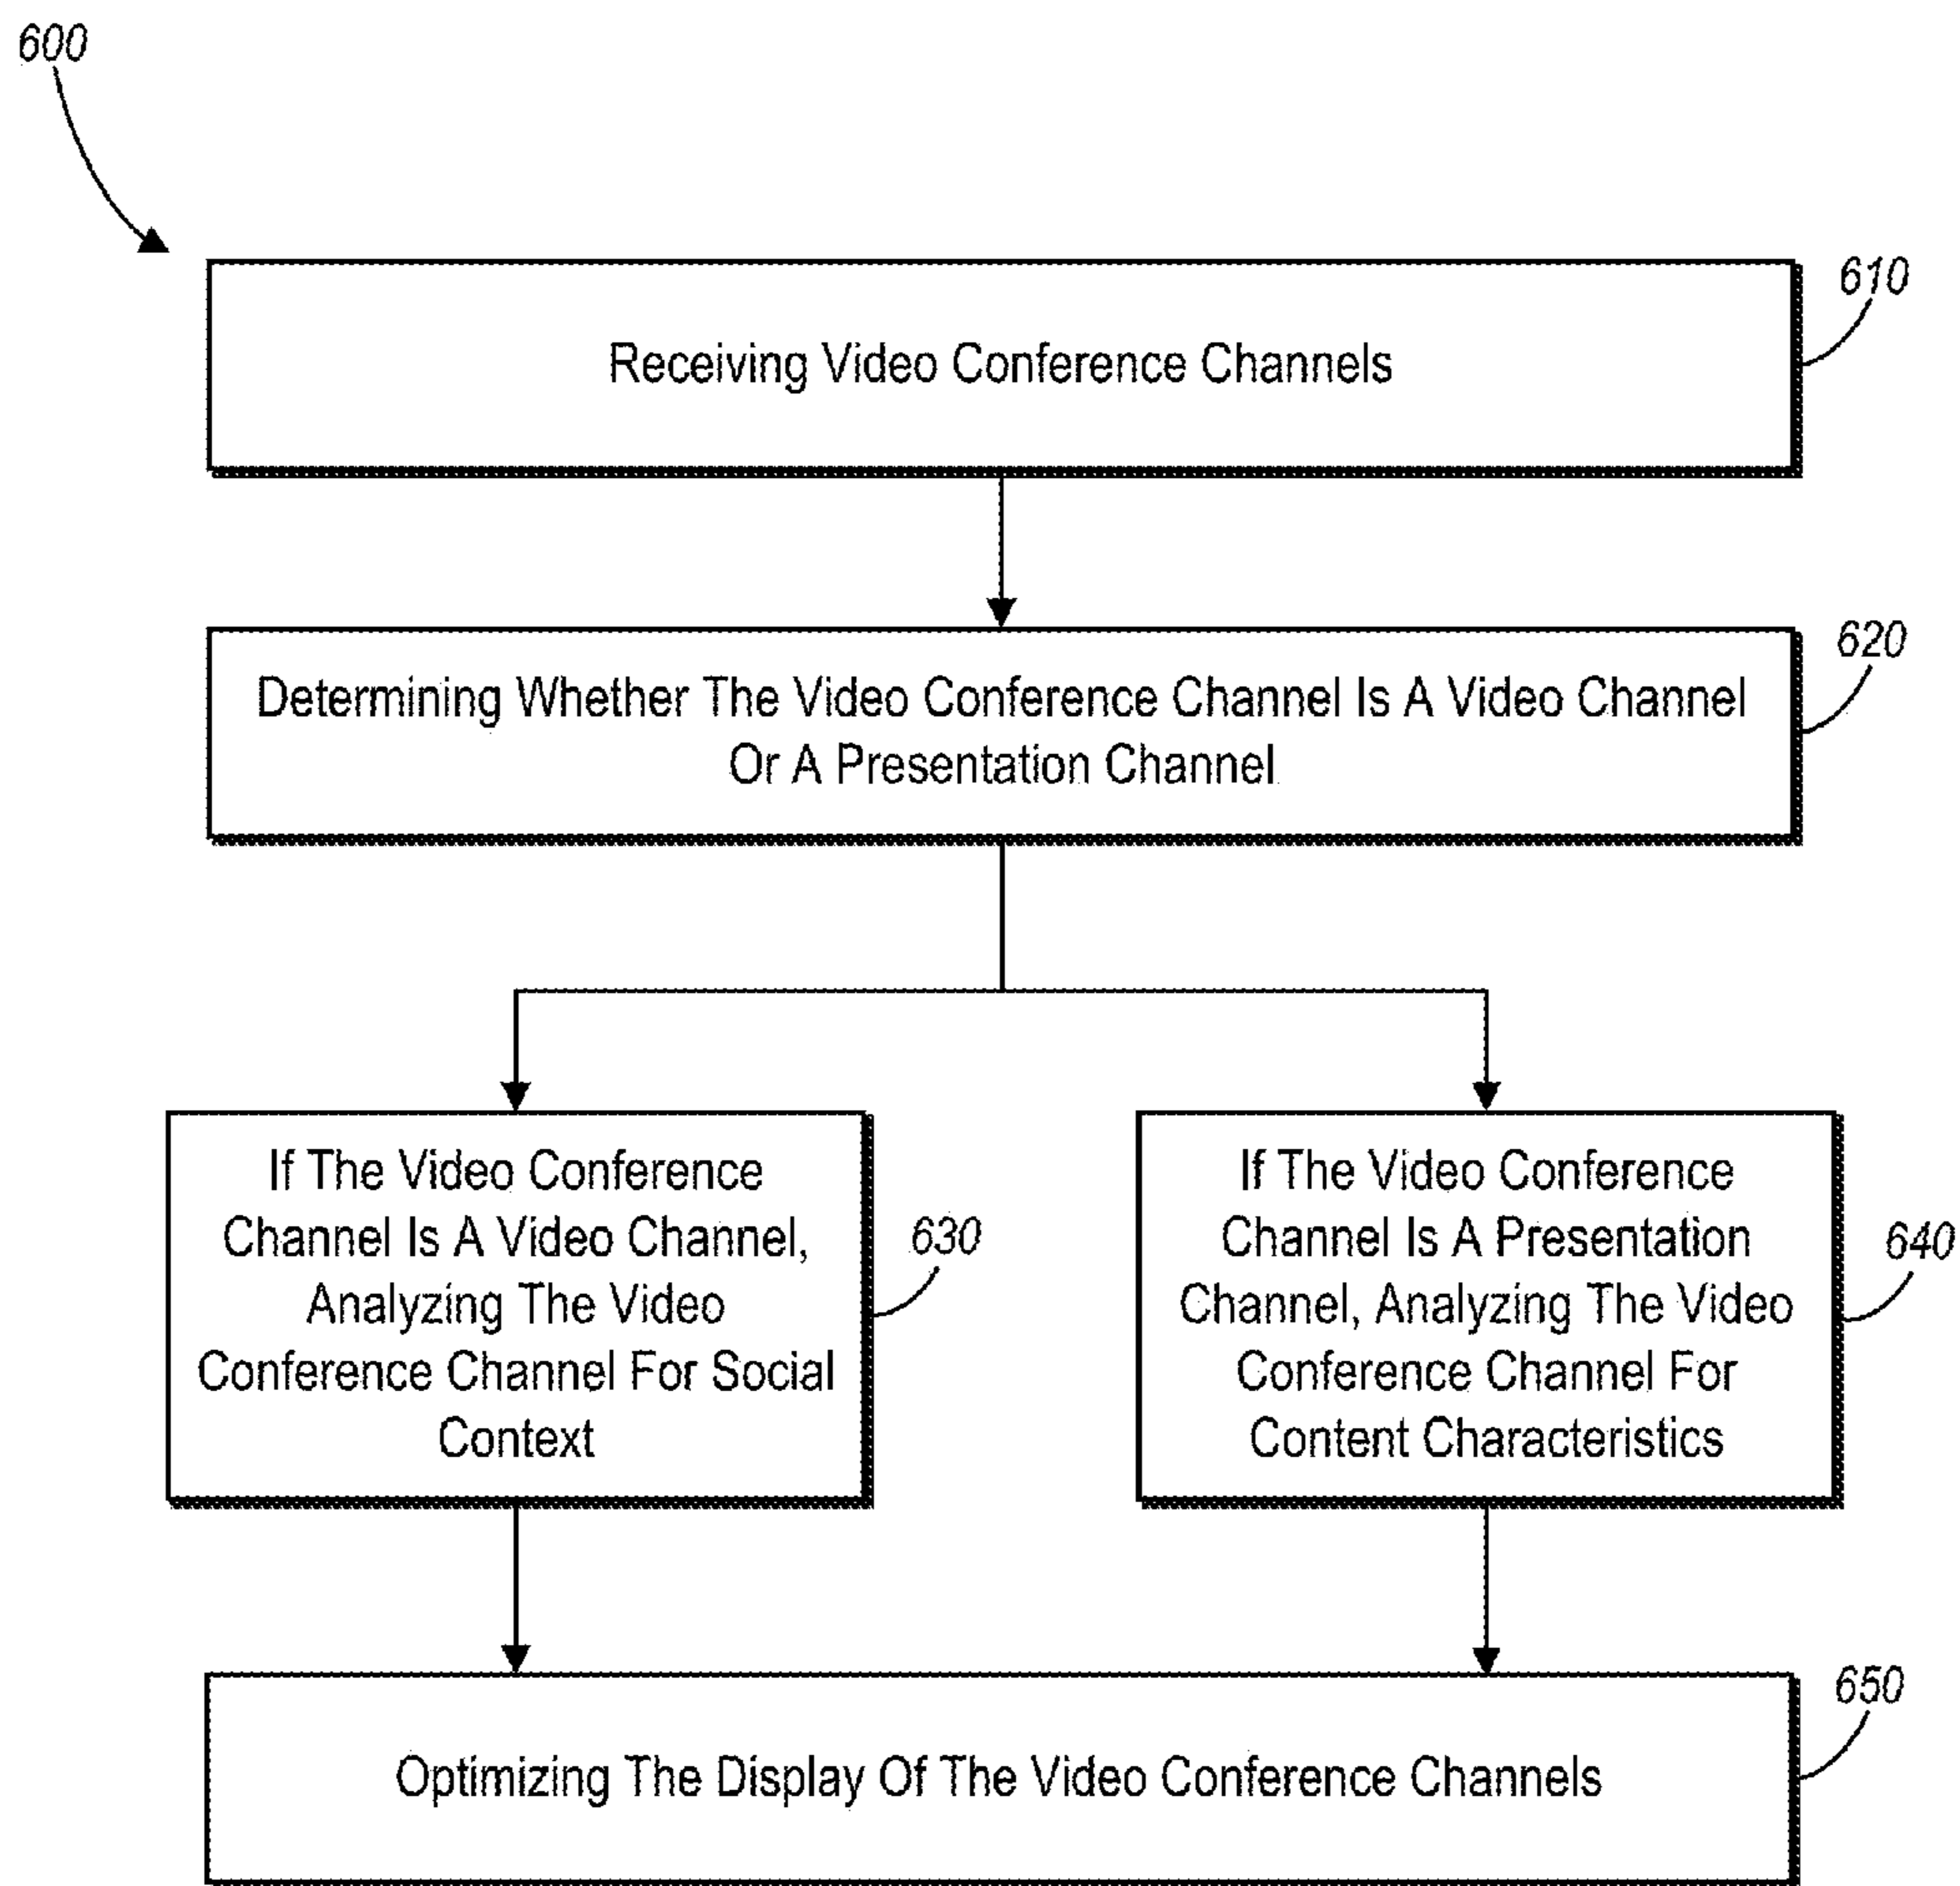 600
610
Receiving Video Conference Channels
620
Determining Whether The Video Conference Channel Is A Video Channel
Or A Presentation Channel
If The Video Conference
Channel Is A Video Channel,
Analyzing The Video
Conference Channel For Social
Context
630
If The Video Conference
Channel Is A Presentation
Channel, Analyzing The Video
Conference Channel For
Content Characteristics
640
650
Optimizing The Display Of The Video Conference Channels